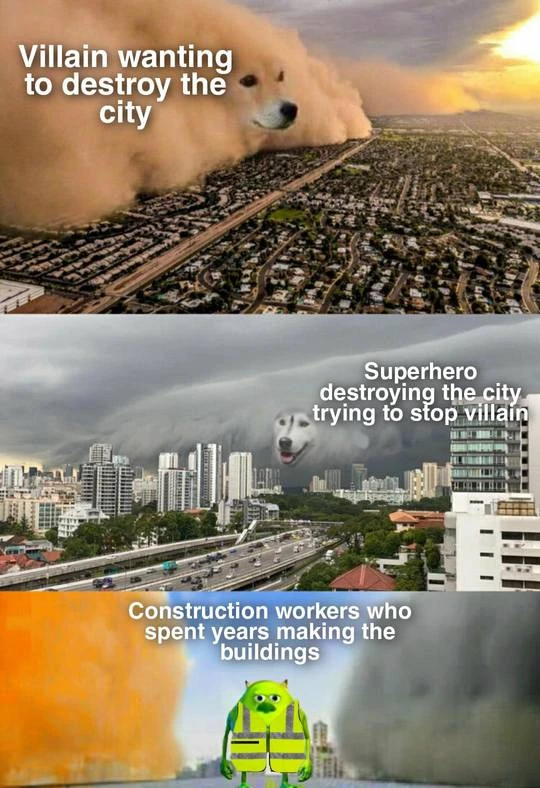 Villain wanting
to destroy the
city
Superhero
destroying the city
trying to stop villain
Construction workers who
spent years making the
buildings